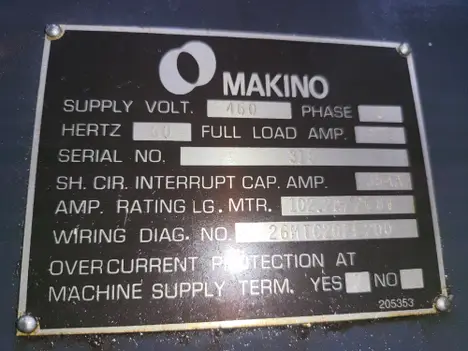 MAKINO
SUPPLY VOLT. 460 PHASE
HERTZ FULL LOAD AMP.
SERIAL NO.
SH. CIR. INTERRUPT CAP. AMP.
AMP. RATING LG. MTR.
WIRING DIAG. NO.
OVERCURRENT PROTECTION AT
MACHINE SUPPLY TERM. YES NO
205353